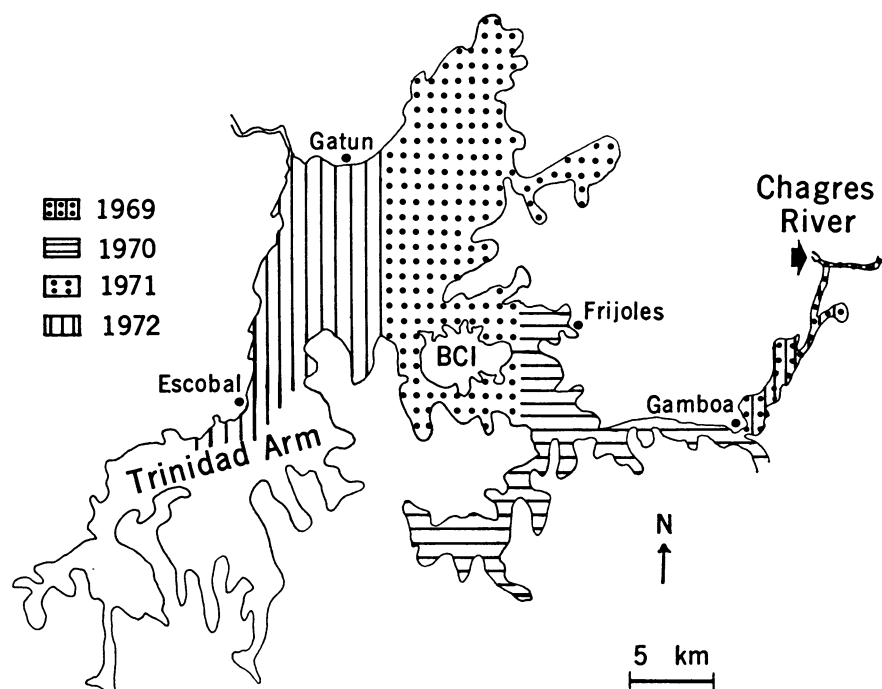 Gatun
1969
1970
1971
1972
Chagres
River
Frijoles
BCI
Escobal
Gamboa
Trinidad Arm
N
5 km